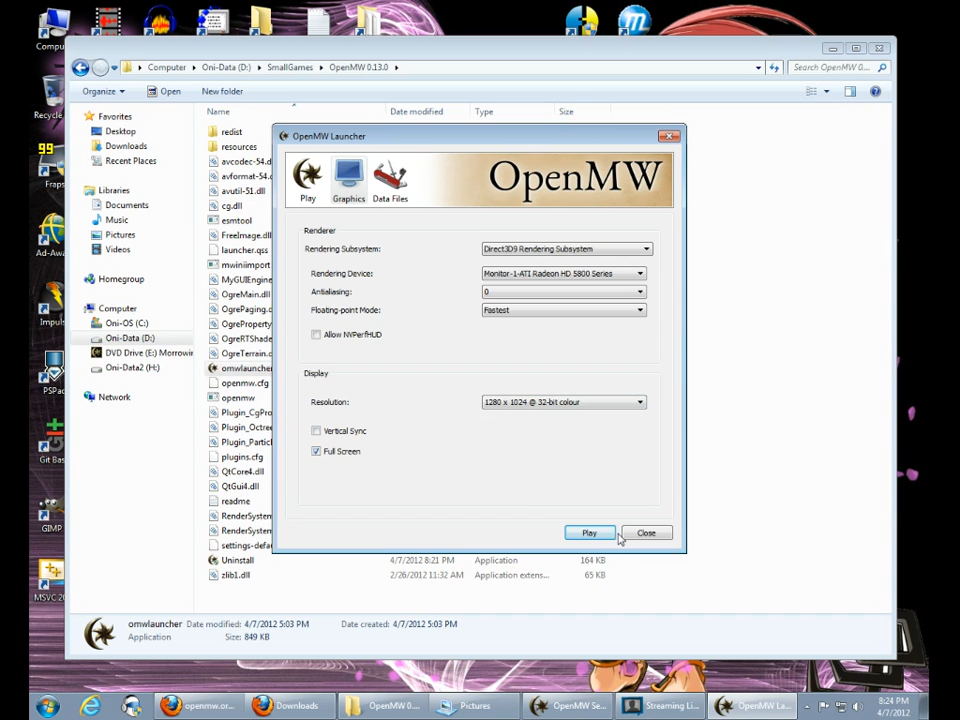 Recycle
99
Fraps
Ad-Awa
Impuls
PSPad
Git Bas
GIMP
MSVC 20
Computer
Oni-Data (D:)
SmallGames
OpenMW 0.13.0
Search OpenMW 0...
Organize
Open
New folder
Name
Date modified
Type
Size
Favorites
Desktop
Downloads
Recent Places
Libraries
Documents
Music
Pictures
Videos
Homegroup
Computer
Oni-OS (C:)
Oni-Data (D:)
DVD Drive (E:) Morrowin
Oni-Data2 (H:)
Network
redist
resources
avcodec-54.d
avformat-54.d
avutil-51.dll
cg.dll
esmtool
FreeImage.dll
launcher.qss
mwiniimport
MyGUIEngine
OgreMain.dll
OgrePaging.d
OgreProperty
OgreRTShade
OgreTerrain.d
omwlauncher
openmw.cfg
openmw
Plugin_CgPro
Plugin_Octree
Plugin_Partic
plugins.cfg
QtCore4.dll
QtGui4.dll
readme
RenderSystem
RenderSystem
settings-defau
Uninstall 4/7/2012 8:21 PM Application 164 KB
zlib1.dll 2/26/2012 11:32 AM Application extens... 65 KB
OpenMW Launcher
OpenMW
Play
Graphics
Data Files
Renderer
Rendering Subsystem: Direct3D9 Rendering Subsystem
Rendering Device: Monitor-1-ATI Radeon HD 5800 Series
Antialiasing: 0
Floating-point Mode: Fastest
Allow NVPerfHUD
Display
Resolution: 1280 x 1024 @ 32-bit colour
Vertical Sync
Full Screen
Play
Close
omwlauncher Date modified: 4/7/2012 5:03 PM Date created: 4/7/2012 5:03 PM
Application Size: 849 KB
openmw.or...
Downloads
OpenMW 0....
Pictures
OpenMW Se...
Streaming Li...
OpenMW La...
8:24 PM
4/7/2012